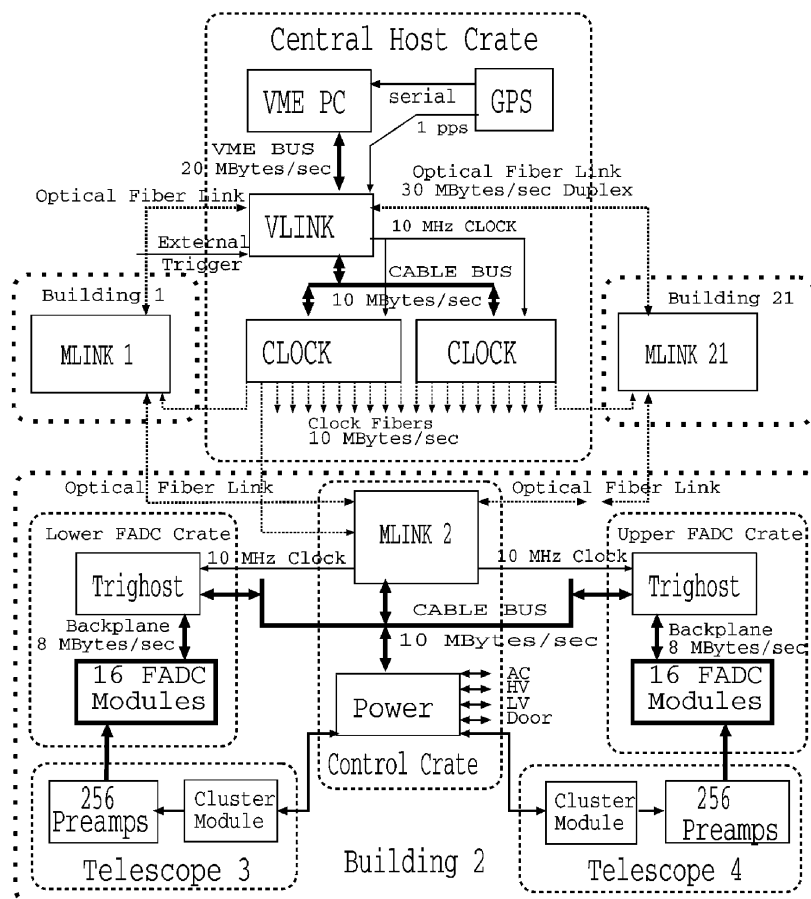 Central Host Crate
VME PC
serial
GPS
1 pps
VME BUS
20 MBytes/sec
Optical Fiber Link
Optical Fiber Link
30 MBytes/sec Duplex
VLINK
10 MHz CLOCK
External
Trigger
CABLE BUS
10 MBytes/sec
Building 1
MLINK 1
CLOCK
CLOCK
Building 21
MLINK 21
Clock Fibers
10 MBytes/sec
Optical Fiber Link
Optical Fiber Link
Lower FADC Crate
MLINK 2
Upper FADC Crate
10 MHz Clock
10 MHz Clock
Trighost
Trighost
CABLE BUS
10 MBytes/sec
Backplane
8 MBytes/sec
Backplane
8 MBytes/sec
16 FADC
Modules
16 FADC
Modules
Power
AC
HV
LV
Door
Control Crate
256
Preamps
Cluster
Module
Cluster
Module
256
Preamps
Telescope 3
Building 2
Telescope 4